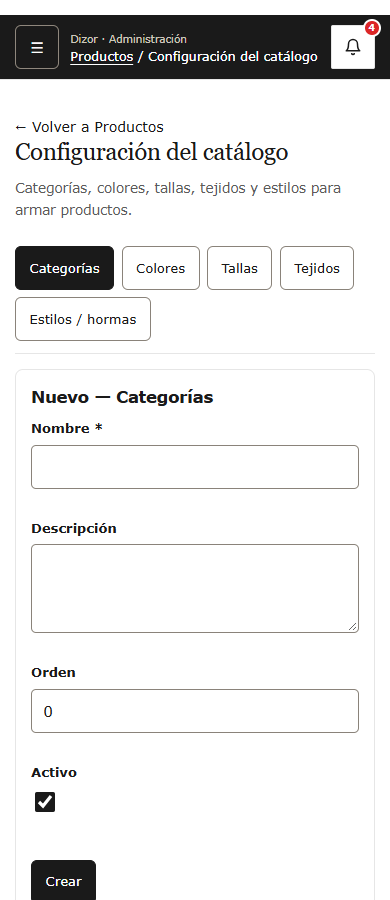 ☰
Dizor · Administración
Productos / Configuración del catálogo
4
← Volver a Productos
Configuración del catálogo
Categorías, colores, tallas, tejidos y estilos para
armar productos.
Categorías
Colores
Tallas
Tejidos
Estilos / hormas
Nuevo — Categorías
Nombre *
Descripción
Orden
0
Activo
Crear